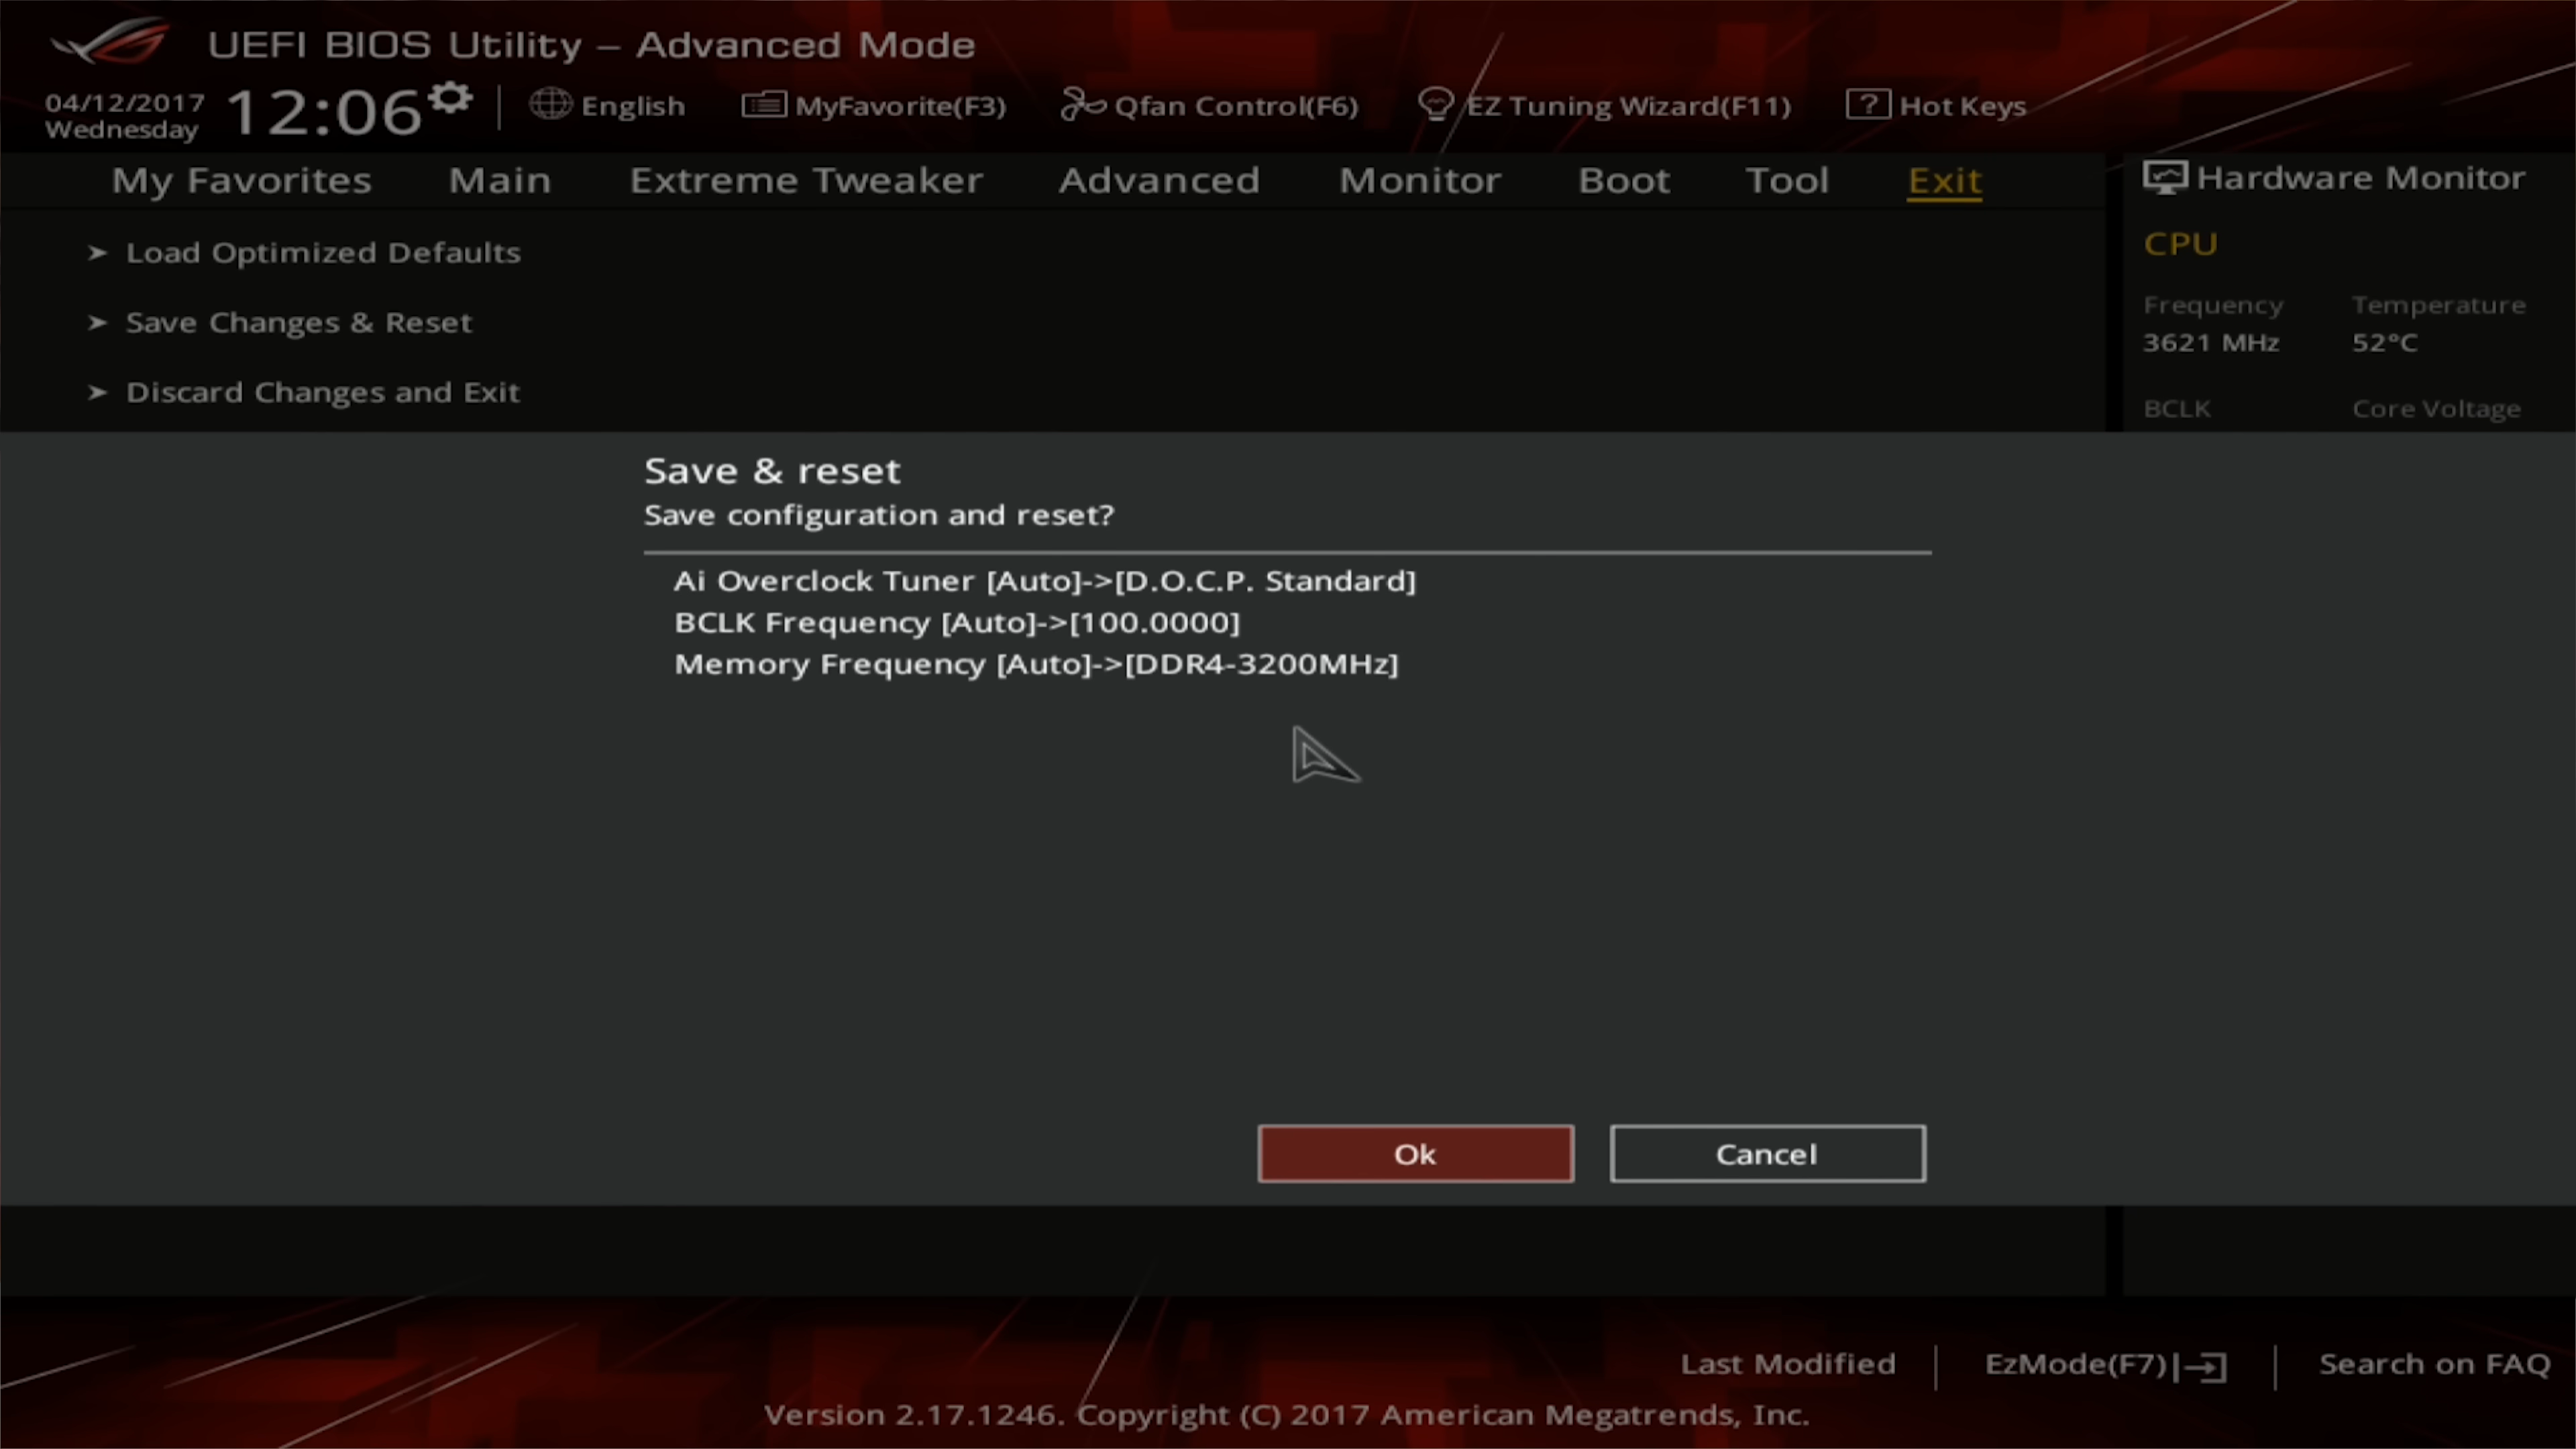 UEFI BIOS Utility – Advanced Mode
04/12/2017
Wednesday
12:06
English
MyFavorite(F3)
Qfan Control(F6)
EZ Tuning Wizard(F11)
? Hot Keys
My Favorites
Main
Extreme Tweaker
Advanced
Monitor
Boot
Tool
Exit
Hardware Monitor
Load Optimized Defaults
Save Changes & Reset
Discard Changes and Exit
CPU
Frequency Temperature
3621 MHz 52°C
BCLK Core Voltage
Save & reset
Save configuration and reset?
Ai Overclock Tuner [Auto]->[D.O.C.P. Standard]
BCLK Frequency [Auto]->[100.0000]
Memory Frequency [Auto]->[DDR4-3200MHz]
Ok
Cancel
Last Modified
EzMode(F7)
Search on FAQ
Version 2.17.1246. Copyright (C) 2017 American Megatrends, Inc.